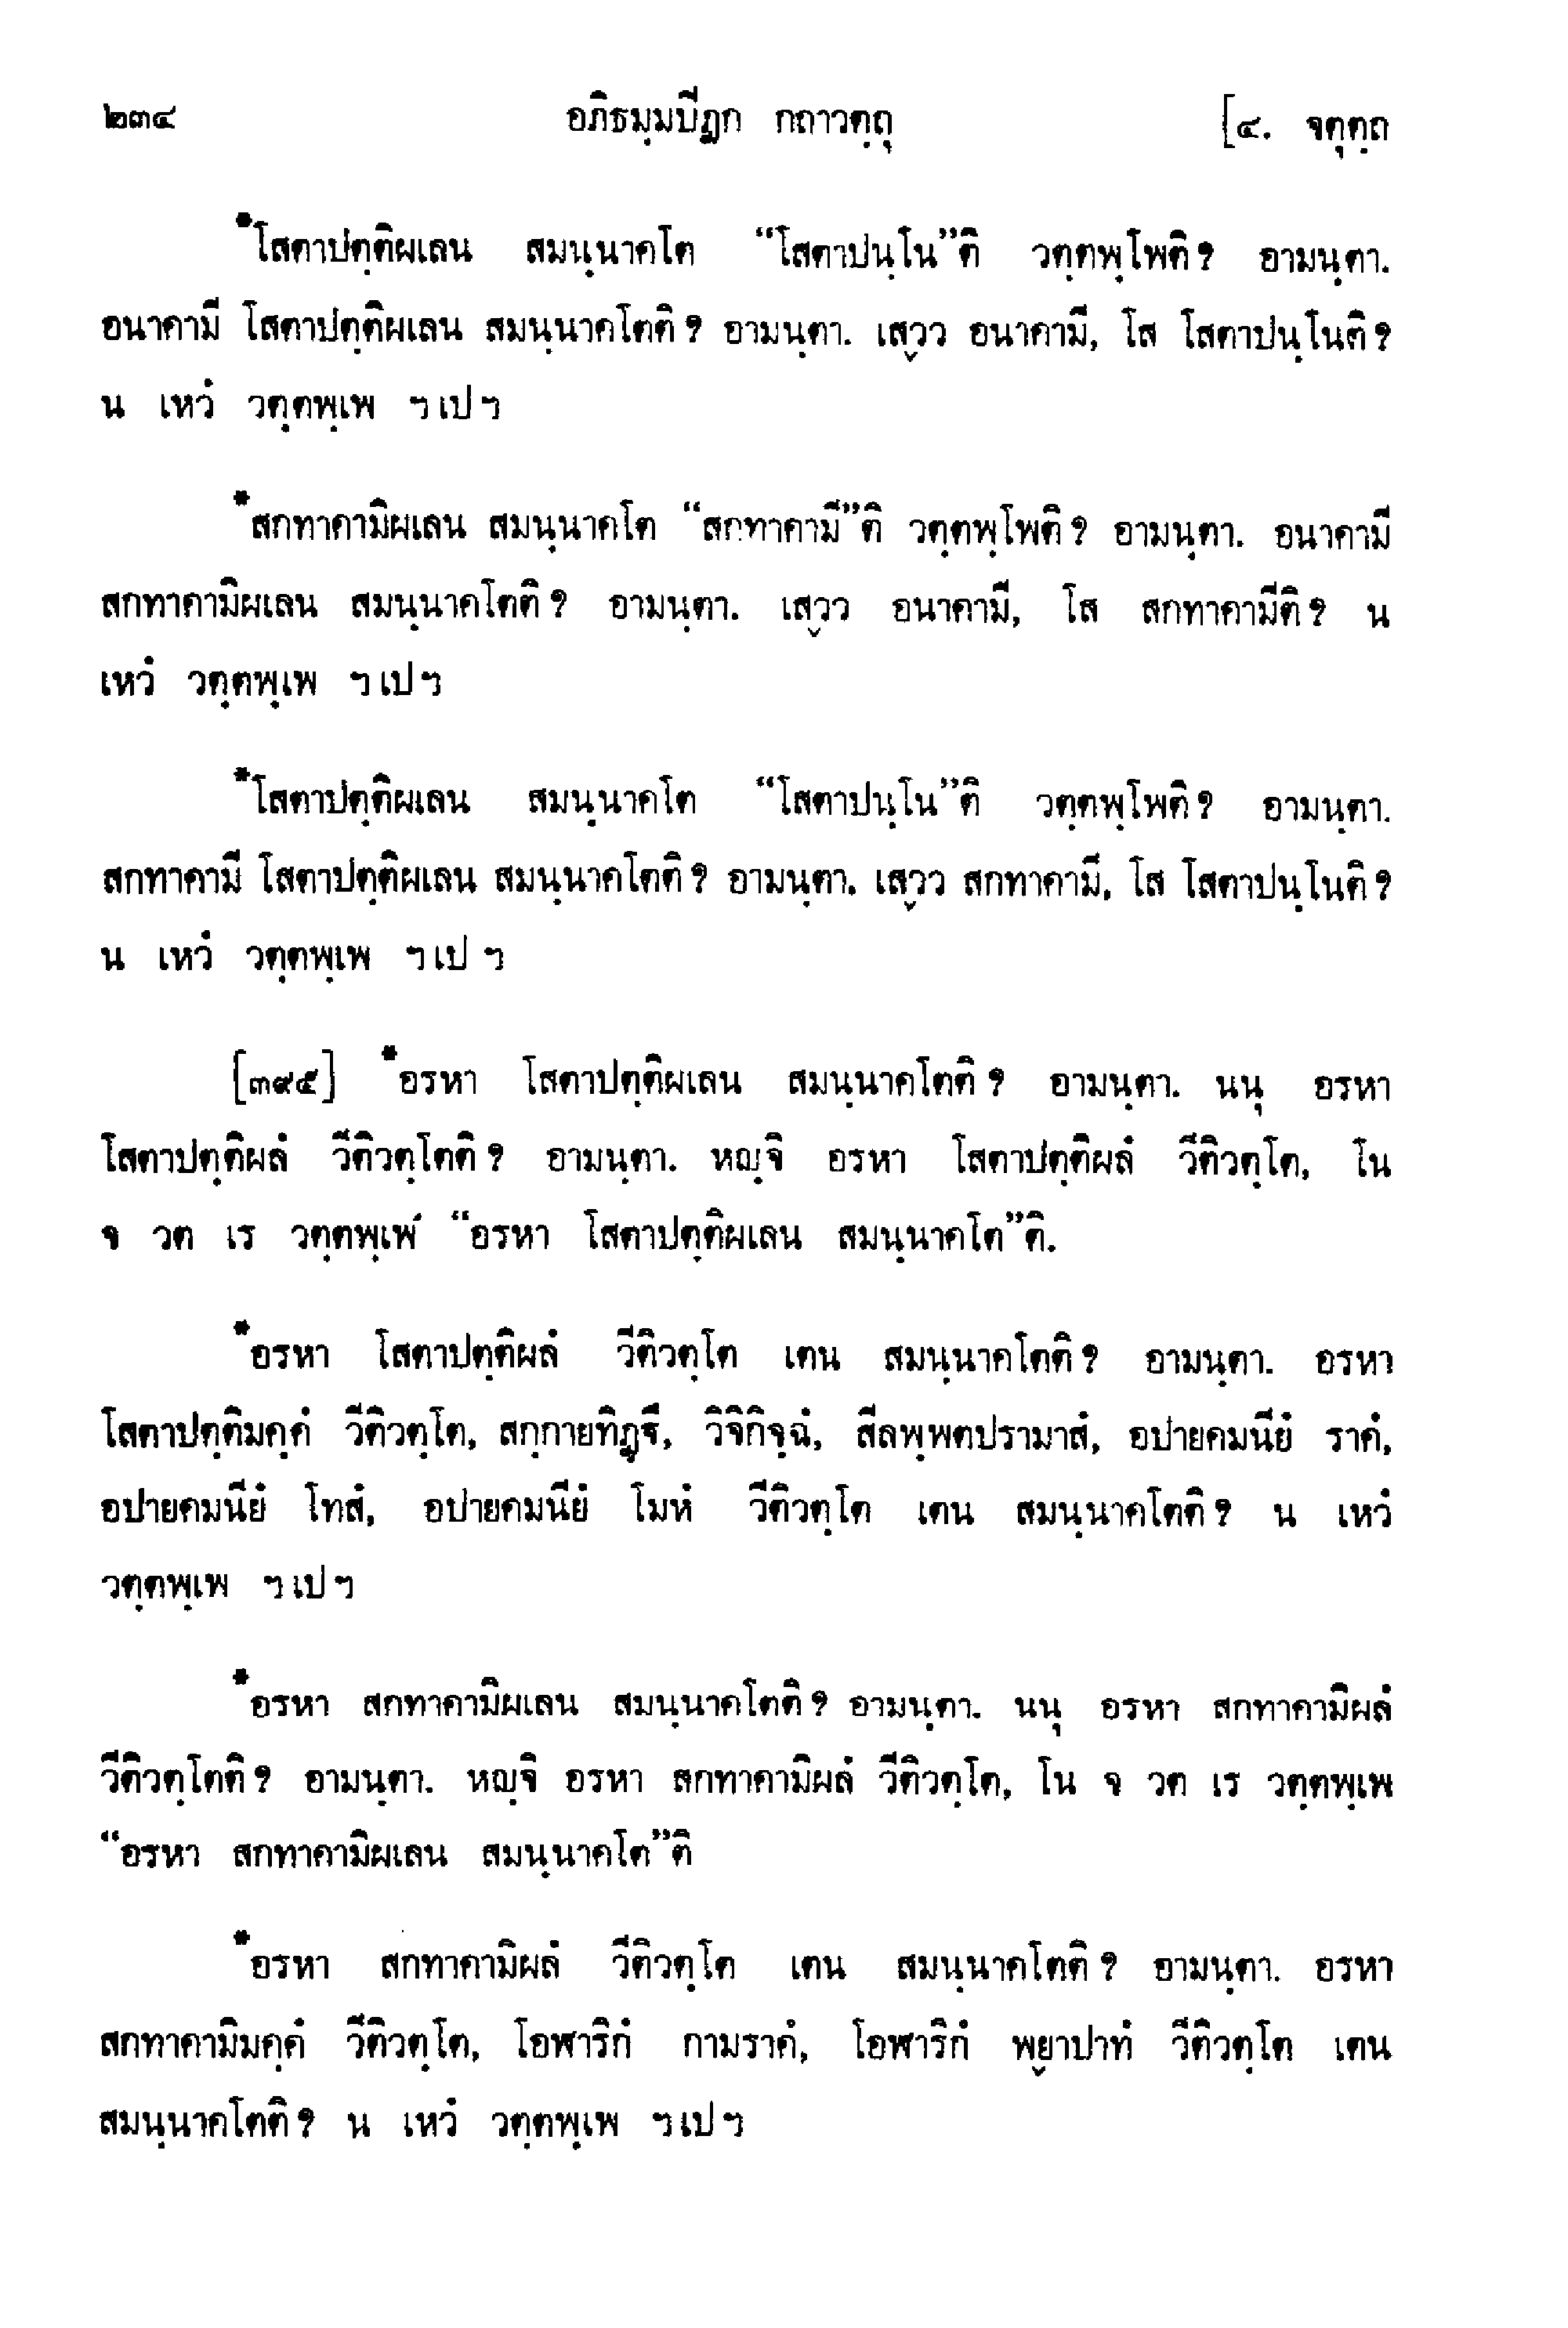 ๒๓๔ อภิธมฺมปีฏก กถาวตฺถุ [๔. จตุตฺถ
*โสตาปตฺติผเลน สมนฺนาคโต “โสตาปนฺโน”ติ วตฺตพฺโพติ? อามนฺตา.
อนาคามี โสตาปตฺติผเลน สมนฺนาคโตติ? อามนฺตา. เสฺวว อนาคามี, โส โสตาปนฺโนติ?
น เหวํ วตฺตพฺเพ ฯเปฯ
*สกทาคามิผเลน สมนฺนาคโต “สกทาคามี”ติ วตฺตพฺโพติ? อามนฺตา. อนาคามี
สกทาคามิผเลน สมนฺนาคโตติ? อามนฺตา. เสฺวว อนาคามี, โส สกทาคามีติ? น
เหวํ วตฺตพฺเพ ฯเปฯ
*โสตาปตฺติผเลน สมนฺนาคโต “โสตาปนฺโน”ติ วตฺตพฺโพติ? อามนฺตา.
สกทาคามี โสตาปตฺติผเลน สมนฺนาคโตติ? อามนฺตา. เสฺวว สกทาคามี, โส โสตาปนฺโนติ?
น เหวํ วตฺตพฺเพ ฯเป ฯ
[๓๙๕] *อรหา โสตาปตฺติผเลน สมนฺนาคโตติ? อามนฺตา. นนุ อรหา
โสตาปตฺติผลํ วีติวตฺโตติ? อามนฺตา. หญฺจิ อรหา โสตาปตฺติผลํ วีติวตฺโต, โน
จ วต เร วตฺตพฺเพ “อรหา โสตาปตฺติผเลน สมนฺนาคโต”ติ.
*อรหา โสตาปตฺติผลํ วีติวตฺโต เตน สมนฺนาคโตติ? อามนฺตา. อรหา
โสตาปตฺติมคฺคํ วีติวตฺโต, สกฺกายทิฏฺฐึ, วิจิกิจฺฉํ, สีลพฺพตปรามาสํ, อปายคมนียํ ราคํ,
อปายคมนียํ โทสํ, อปายคมนียํ โมหํ วีติวตฺโต เตน สมนฺนาคโตติ? น เหวํ
วตฺตพฺเพ ฯเปฯ
*อรหา สกทาคามิผเลน สมนฺนาคโตติ? อามนฺตา. นนุ อรหา สกทาคามิผลํ
วีติวตฺโตติ? อามนฺตา. หญฺจิ อรหา สกทาคามิผลํ วีติวตฺโต, โน จ วต เร วตฺตพฺเพ
“อรหา สกทาคามิผเลน สมนฺนาคโต”ติ
*อรหา สกทาคามิผลํ วีติวตฺโต เตน สมนฺนาคโตติ? อามนฺตา. อรหา
สกทาคามิมคฺคํ วีติวตฺโต, โอฬาริกํ กามราคํ, โอฬาริกํ พฺยาปาทํ วีติวตฺโต เตน
สมนฺนาคโตติ? น เหวํ วตฺตพฺเพ ฯเปฯ